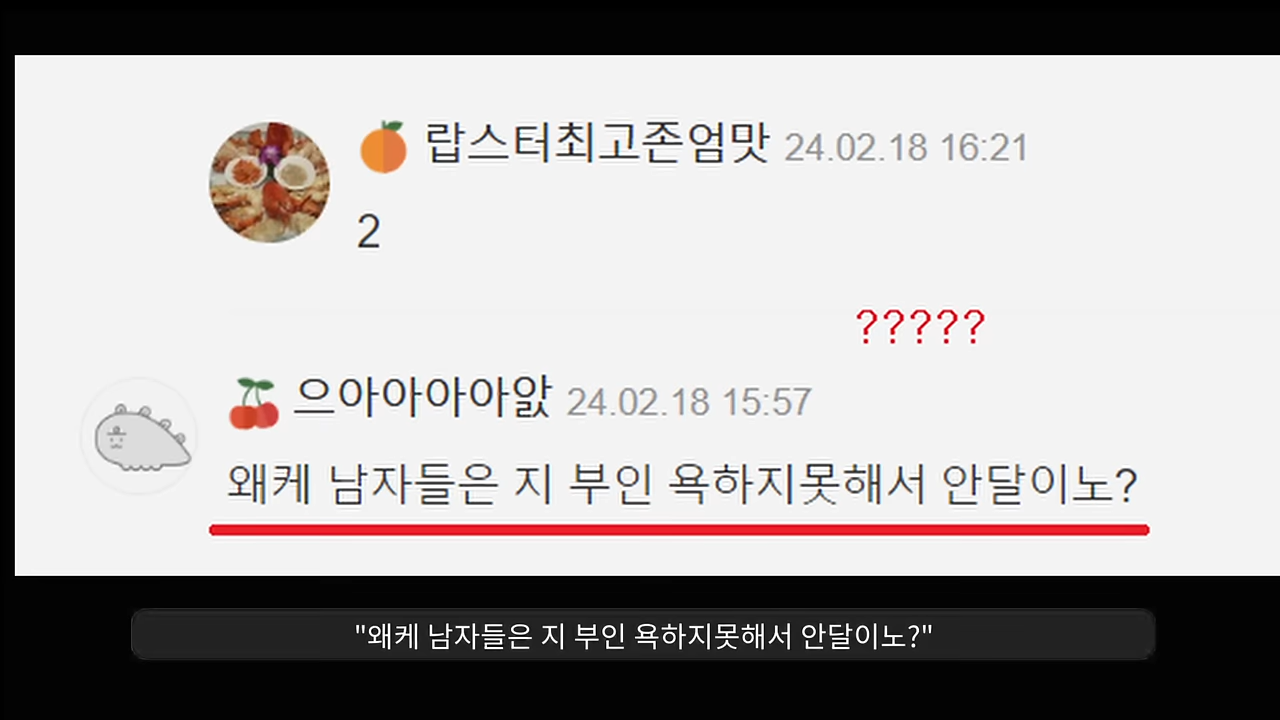 랍스터최고존엄맛 24.02.18 16:21
2
?????
으아아아아앐 24.02.18 15:57
왜케 남자들은 지 부인 욕하지못해서 안달이노?
"왜케 남자들은 지 부인 욕하지못해서 안달이노?"